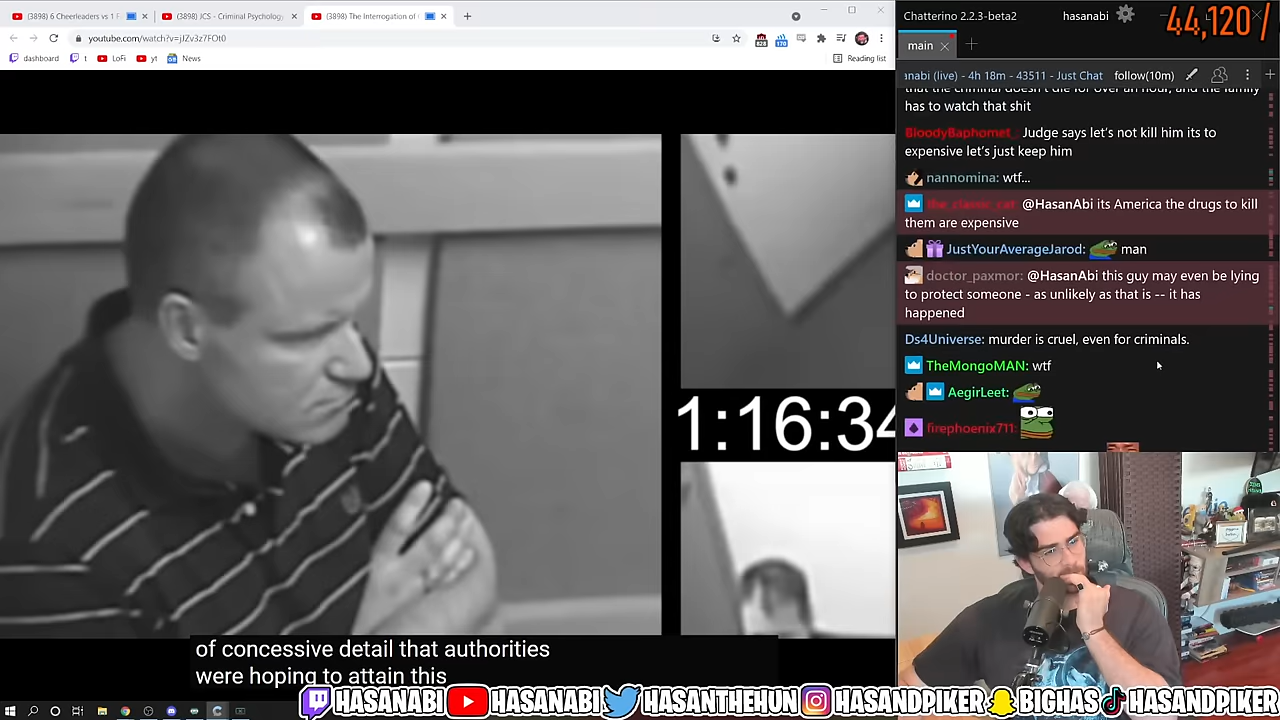 (3898) 6 Cheerleaders vs 1 F
(3898) JCS - Criminal Psychology
(3898) The Interrogation of
youtube.com/watch?v=jJZv3z7FOt0
828
170
dashboard
t
LoFi
yt
News
Reading list
Chatterino 2.2.3-beta2
hasanabi
44,120 /
main
anabi (live) - 4h 18m - 43511 - Just Chat
follow(10m)
that the criminal doesn't die for over an hour, and the family
has to watch that shit
BloodyBaphomet_: Judge says let's not kill him its to
expensive let's just keep him
nannomina: wtf...
@HasanAbi its America the drugs to kill
them are expensive
JustYourAverageJarod: man
doctor_paxmor: @HasanAbi this guy may even be lying
to protect someone - as unlikely as that is -- it has
happened
Ds4Universe: murder is cruel, even for criminals.
TheMongoMAN: wtf
AegirLeet:
firephoenix711:
1:16:34
of concessive detail that authorities
were hoping to attain this
HASANABI HASANABI HASANTHEHUN HASANDPIKER BIGHAS HASANDPIKER